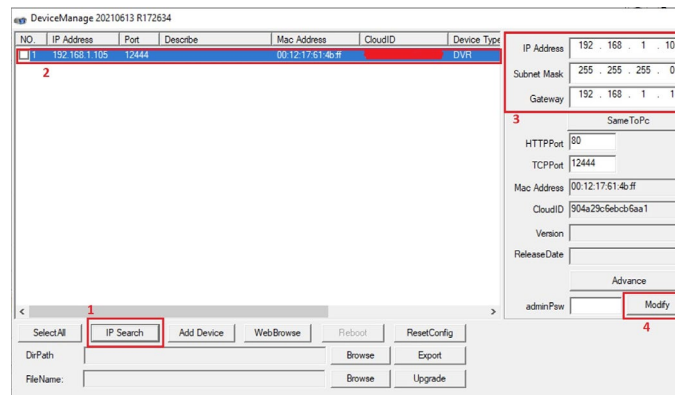 DeviceManage 20210613 R172634
NO. IP Address Port Describe Mac Address CloudID Device Type
1 192.168.1.105 12444 00:12:17:61:4b:ff DVR
2
IP Address 192 . 168 . 1 . 10
Subnet Mask 255 . 255 . 255 . 0
Gateway 192 . 168 . 1 . 1
3
SameToPc
HTTPPort 80
TCPPort 12444
Mac Address 00:12:17:61:4b:ff
CloudID 904a29c6ebcb6aa1
Version
ReleaseDate
Advance
adminPsw Modify
4
1
SelectAll IP Search Add Device WebBrowse Reboot ResetConfig
DirPath Browse Export
FileName: Browse Upgrade